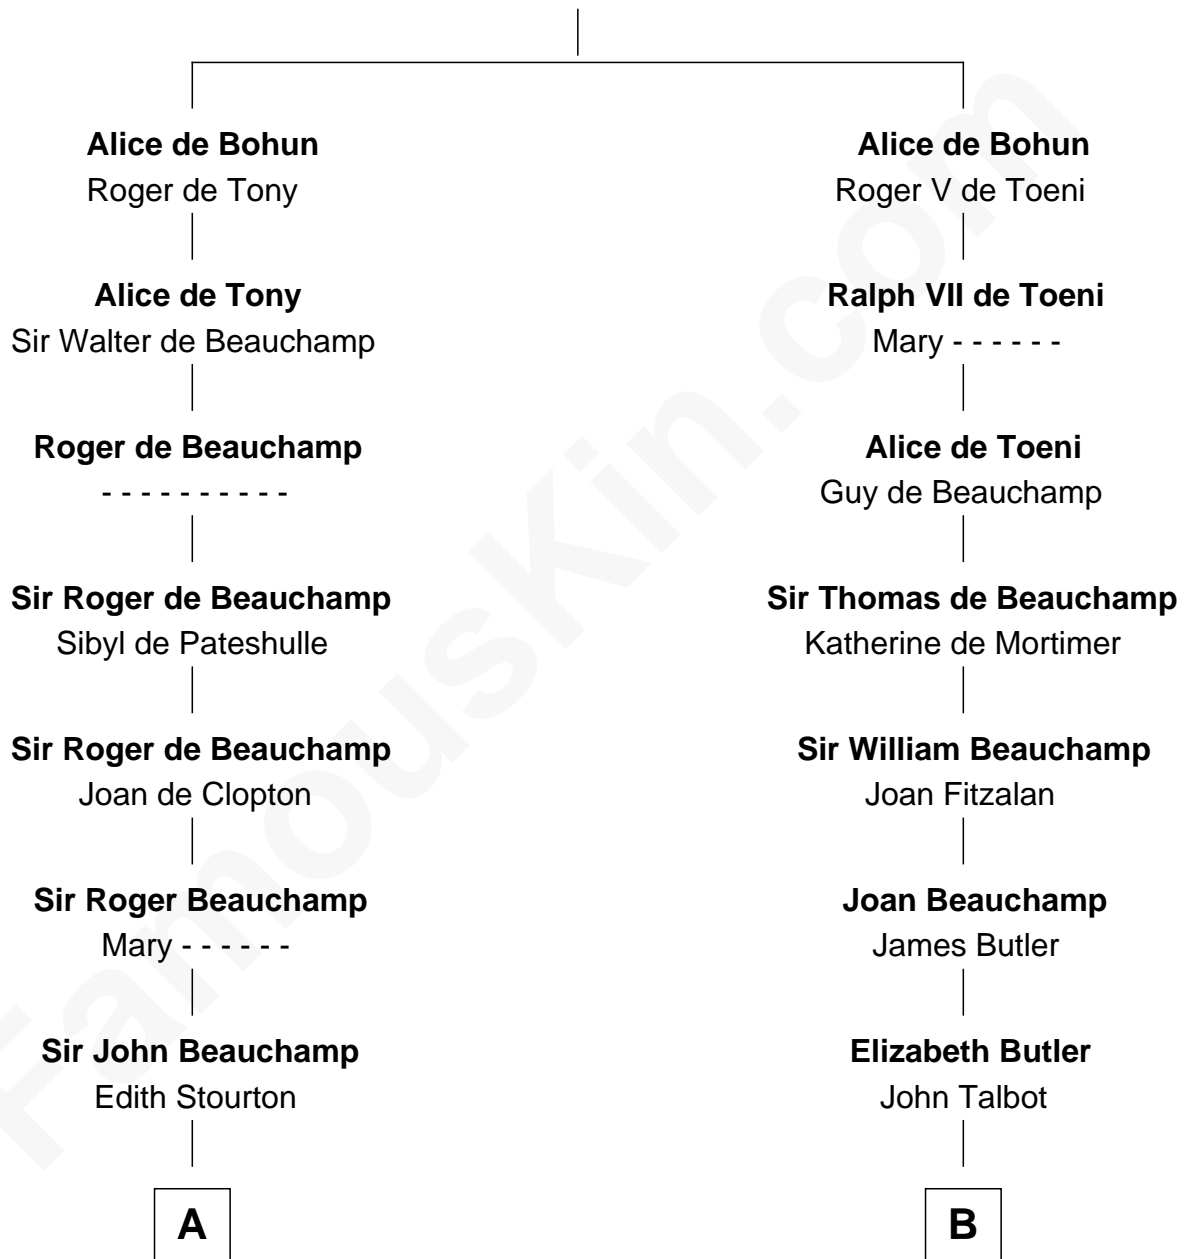 Alice de Bohun
Roger de Tony
Alice de Tony
Sir Walter de Beauchamp
Roger de Beauchamp
- - - - - - - - - -
Sir Roger de Beauchamp
Sibyl de Pateshulle
Sir Roger de Beauchamp
Joan de Clopton
Sir Roger Beauchamp
Mary - - - - - -
Sir John Beauchamp
Edith Stourton
A
Alice de Bohun
Roger V de Toeni
Ralph VII de Toeni
Mary - - - - - -
Alice de Toeni
Guy de Beauchamp
Sir Thomas de Beauchamp
Katherine de Mortimer
Sir William Beauchamp
Joan Fitzalan
Joan Beauchamp
James Butler
Elizabeth Butler
John Talbot
B
FamousKin.com